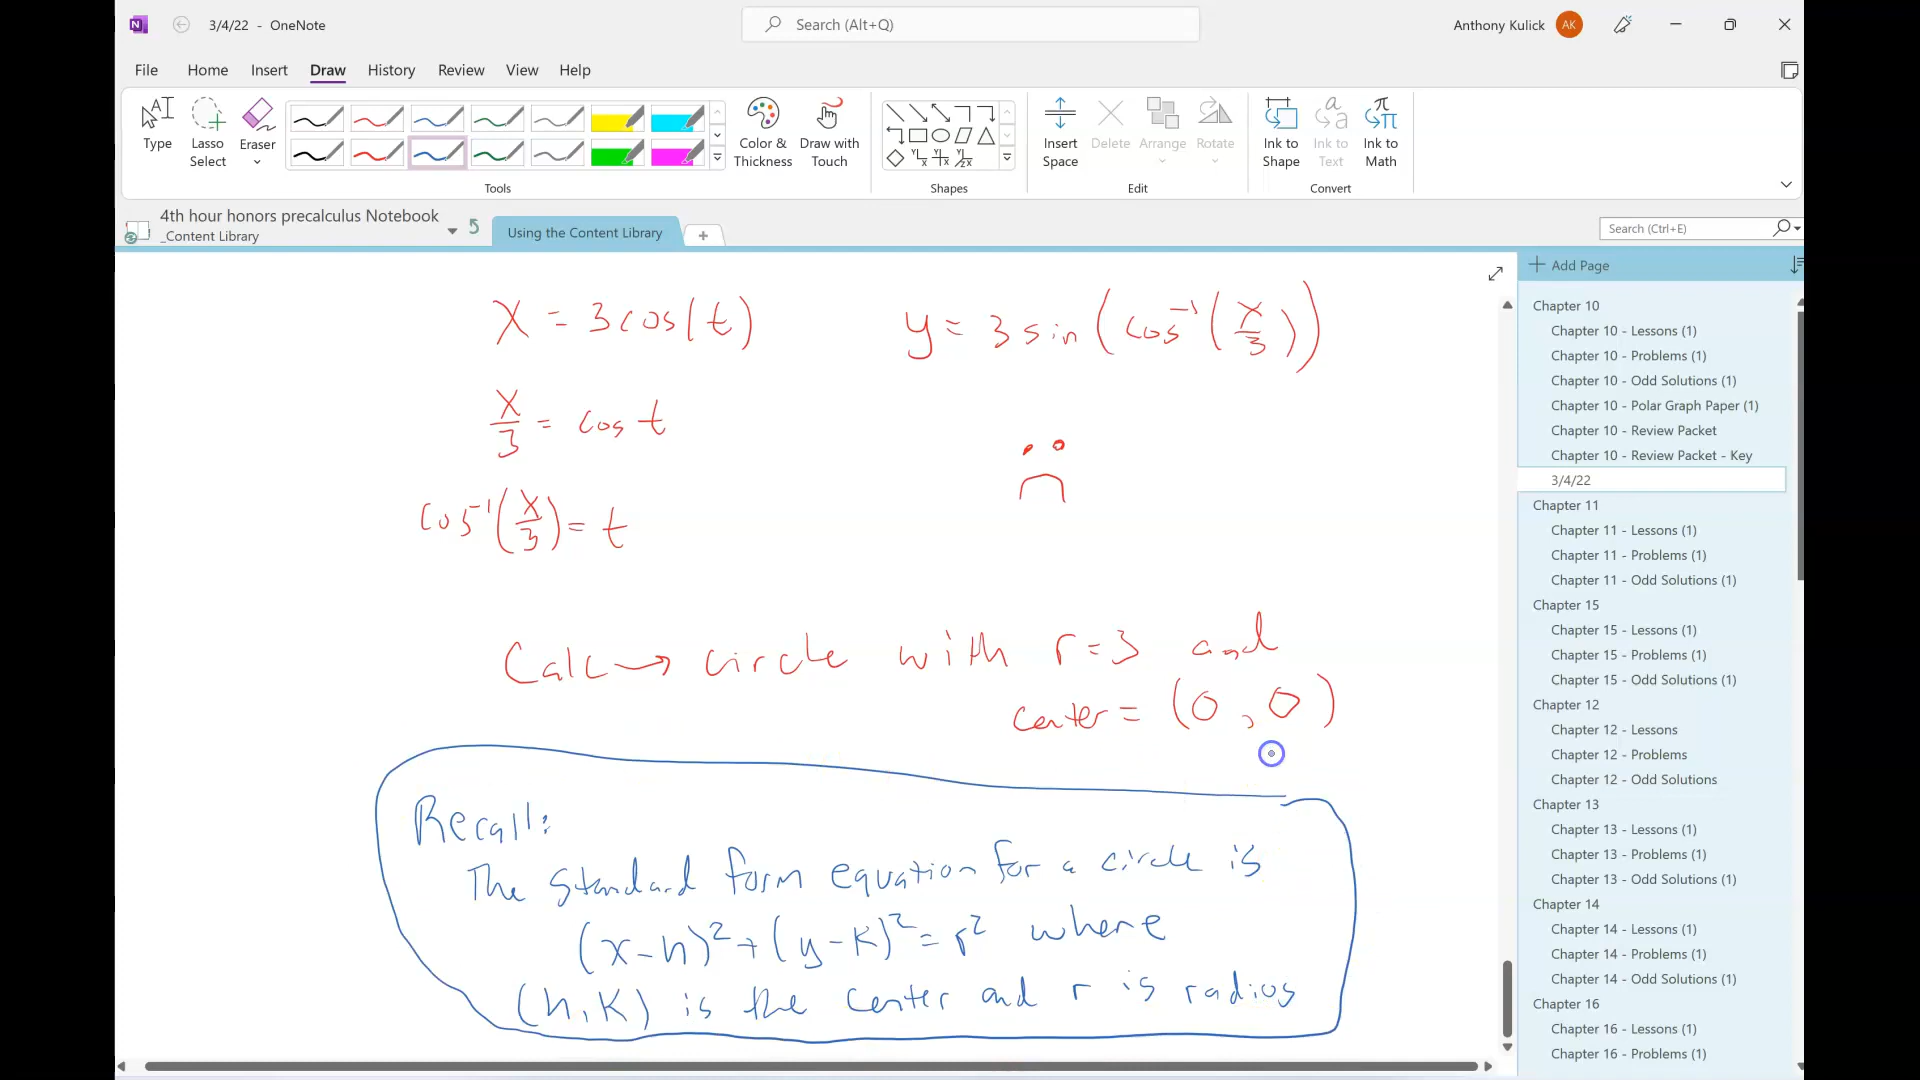 3/4/22 - OneNote
Search (Alt+Q)
Anthony Kulick
AK
File Home Insert Draw History Review View Help
Type
Lasso Select
Eraser
Color & Thickness
Draw with Touch
Insert Space
Delete
Arrange
Rotate
Ink to Shape
Ink to Text
Ink to Math
Tools
Shapes
Edit
Convert
4th hour honors precalculus Notebook
_Content Library
Using the Content Library
Search (Ctrl+E)
x = 3cos(t)
y = 3 sin(cos⁻¹(x/3))
x/3 = cos t
cos⁻¹(x/3) = t
Calc → circle with r=3 and
center = (0, 0)
Recall:
The standard form equation for a circle is
(x-h)²+(y-k)²=r² where
(h,k) is the center and r is radius
Add Page
Chapter 10
Chapter 10 - Lessons (1)
Chapter 10 - Problems (1)
Chapter 10 - Odd Solutions (1)
Chapter 10 - Polar Graph Paper (1)
Chapter 10 - Review Packet
Chapter 10 - Review Packet - Key
3/4/22
Chapter 11
Chapter 11 - Lessons (1)
Chapter 11 - Problems (1)
Chapter 11 - Odd Solutions (1)
Chapter 15
Chapter 15 - Lessons (1)
Chapter 15 - Problems (1)
Chapter 15 - Odd Solutions (1)
Chapter 12
Chapter 12 - Lessons
Chapter 12 - Problems
Chapter 12 - Odd Solutions
Chapter 13
Chapter 13 - Lessons (1)
Chapter 13 - Problems (1)
Chapter 13 - Odd Solutions (1)
Chapter 14
Chapter 14 - Lessons (1)
Chapter 14 - Problems (1)
Chapter 14 - Odd Solutions (1)
Chapter 16
Chapter 16 - Lessons (1)
Chapter 16 - Problems (1)